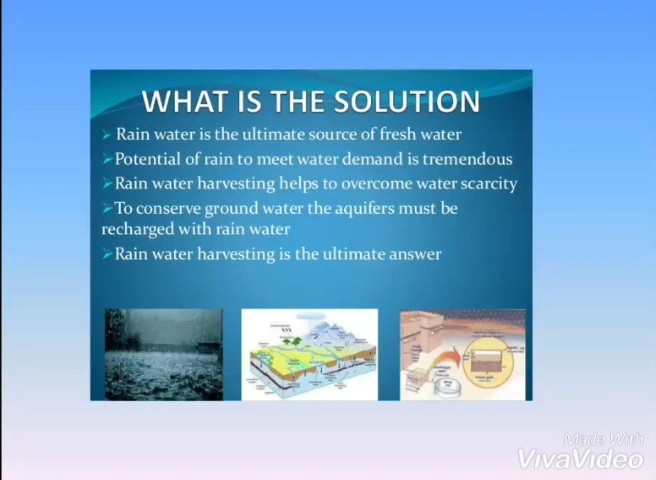 WHAT IS THE SOLUTION
Rain water is the ultimate source of fresh water
Potential of rain to meet water demand is tremendous
Rain water harvesting helps to overcome water scarcity
To conserve ground water the aquifers must be
recharged with rain water
Rain water harvesting is the ultimate answer
Made With
VivaVideo